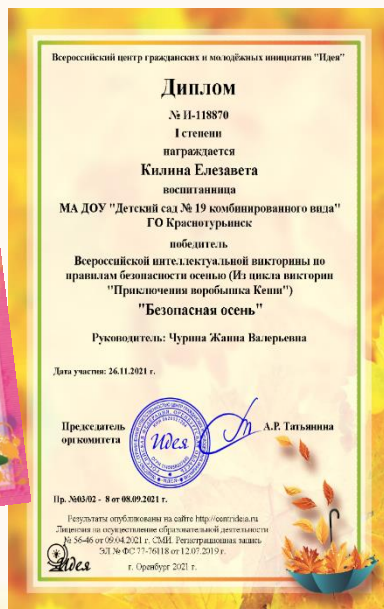 Всероссийский центр гражданских и молодёжных инициатив "Идея"
Диплом
№ И-118870
I степени
награждается
Килина Елезавета
воспитанница
МА ДОУ "Детский сад № 19 комбинированного вида"
ГО Краснотурьинск
победитель
Всероссийской интеллектуальной викторины по
правилам безопасности осенью (Из цикла викторин
"Приключения воробьишка Кеши")
"Безопасная осень"
Руководитель: Чурина Жанна Валерьевна
Дата участия: 26.11.2021 г.
Председатель
оргкомитета
Идея
А.Р. Татьянина
Пр. №03/02 - 8 от 08.09.2021 г.
Результаты опубликованы на сайте http://centrideia.ru
Лицензия на осуществление образовательной деятельности
№ 56-46 от 09.04.2021 г. СМИ. Регистрационная запись
ЭЛ № ФС 77-76118 от 12.07.2019 г.
Идея
г. Оренбург 2021 г.